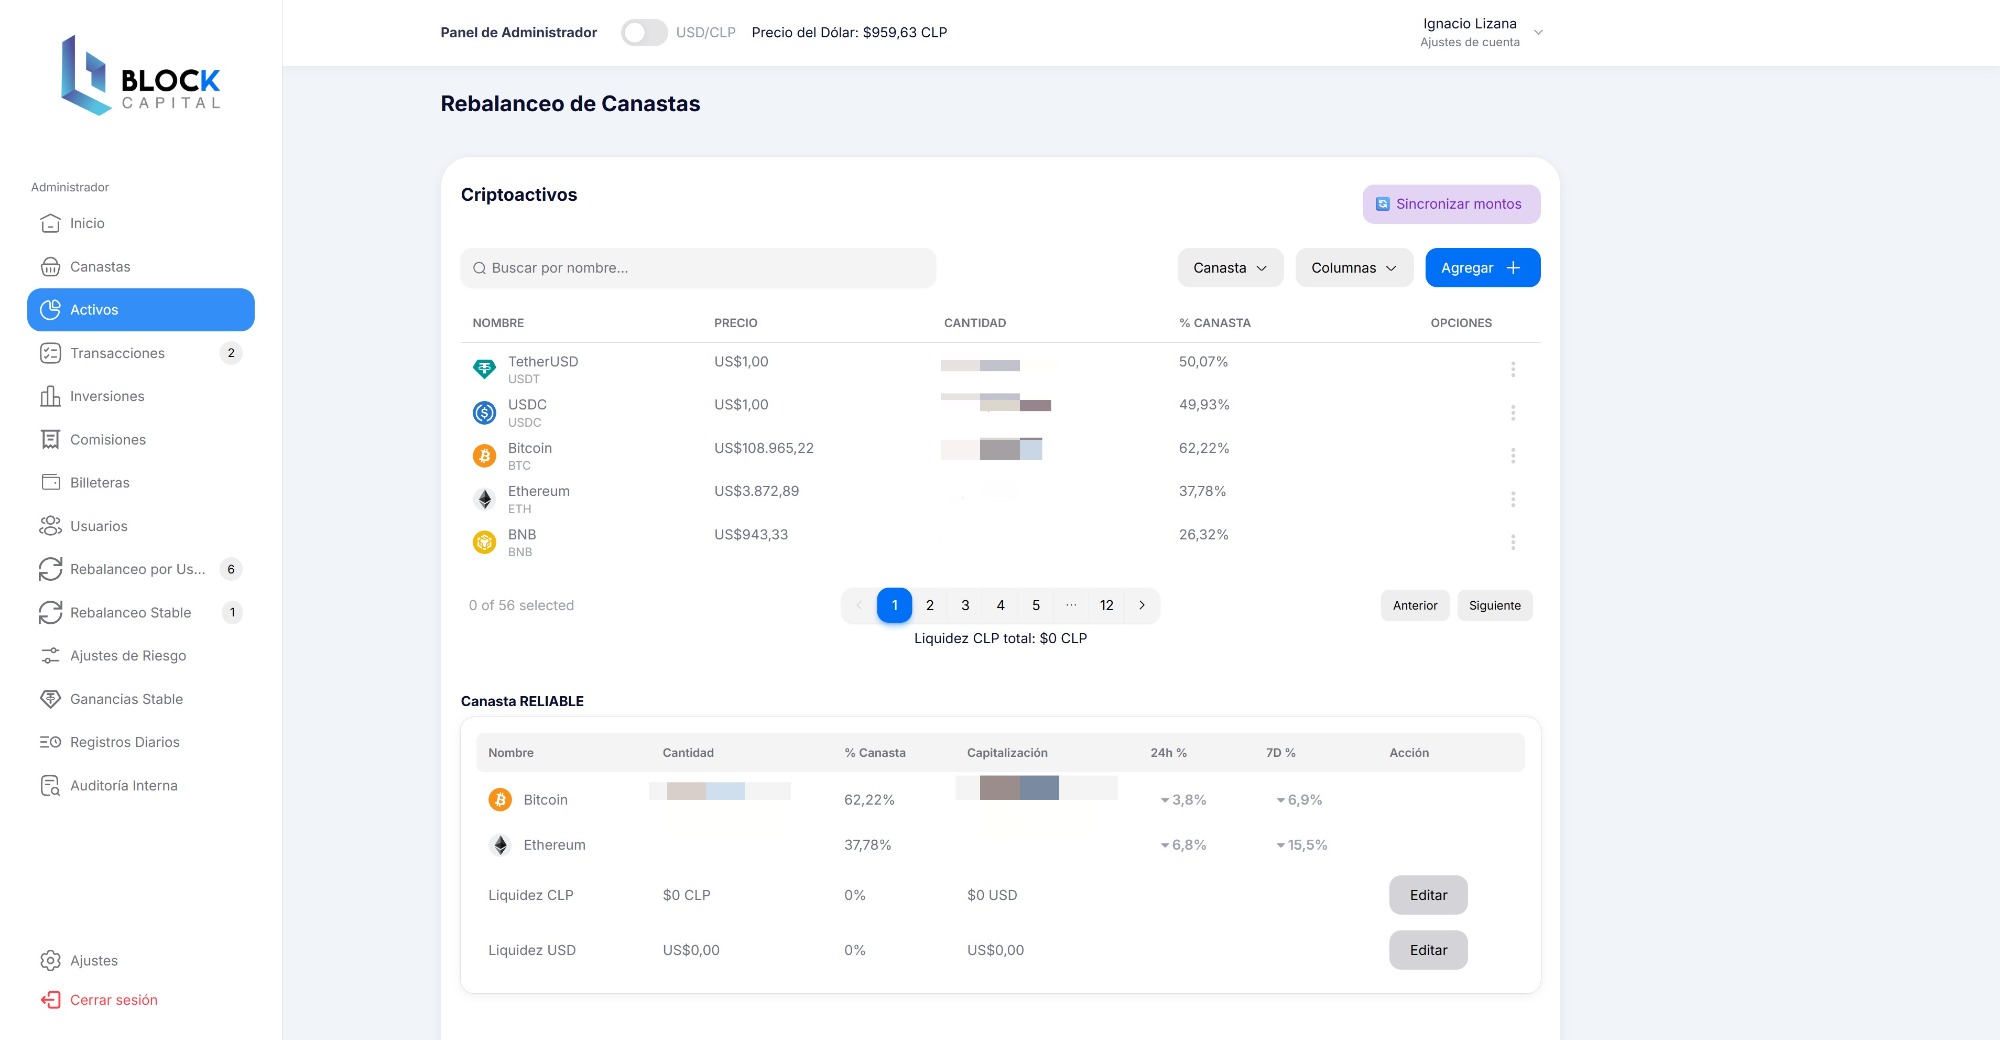 BLOCK
CAPITAL
Panel de Administrador
USD/CLP
Precio del Dólar: $959,63 CLP
Ignacio Lizana
Ajustes de cuenta
Administrador
Inicio
Canastas
Activos
Transacciones 2
Inversiones
Comisiones
Billeteras
Usuarios
Rebalanceo por Us... 6
Rebalanceo Stable 1
Ajustes de Riesgo
Ganancias Stable
Registros Diarios
Auditoría Interna
Ajustes
Cerrar sesión
Rebalanceo de Canastas
Criptoactivos
Sincronizar montos
Buscar por nombre...
Canasta
Columnas
Agregar
NOMBRE PRECIO CANTIDAD % CANASTA OPCIONES
TetherUSD US$1,00 50,07%
USDT
USDC US$1,00 49,93%
USDC
Bitcoin US$108.965,22 62,22%
BTC
Ethereum US$3.872,89 37,78%
ETH
BNB US$943,33 26,32%
BNB
0 of 56 selected
1 2 3 4 5 ... 12
Anterior Siguiente
Liquidez CLP total: $0 CLP
Canasta RELIABLE
Nombre Cantidad % Canasta Capitalización 24h % 7D % Acción
Bitcoin 62,22% 3,8% 6,9%
Ethereum 37,78% 6,8% 15,5%
Liquidez CLP $0 CLP 0% $0 USD Editar
Liquidez USD US$0,00 0% US$0,00 Editar